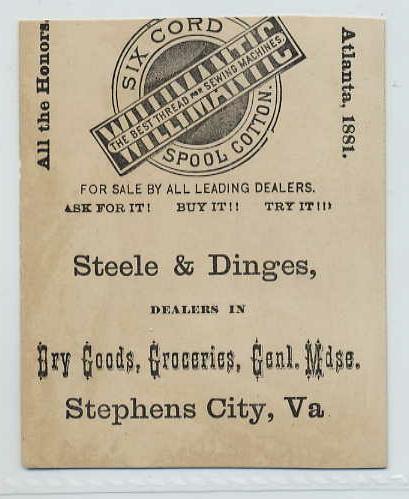 All the Honors.
SIX CORD
WILLIMANTIC
THE BEST THREAD FOR SEWING MACHINES.
SPOOL COTTON.
Atlanta, 1881.
FOR SALE BY ALL LEADING DEALERS.
ASK FOR IT! BUY IT!! TRY IT!!!
Steele & Dinges,
DEALERS IN
Dry Goods, Groceries, Genl. Mdse.
Stephens City, Va